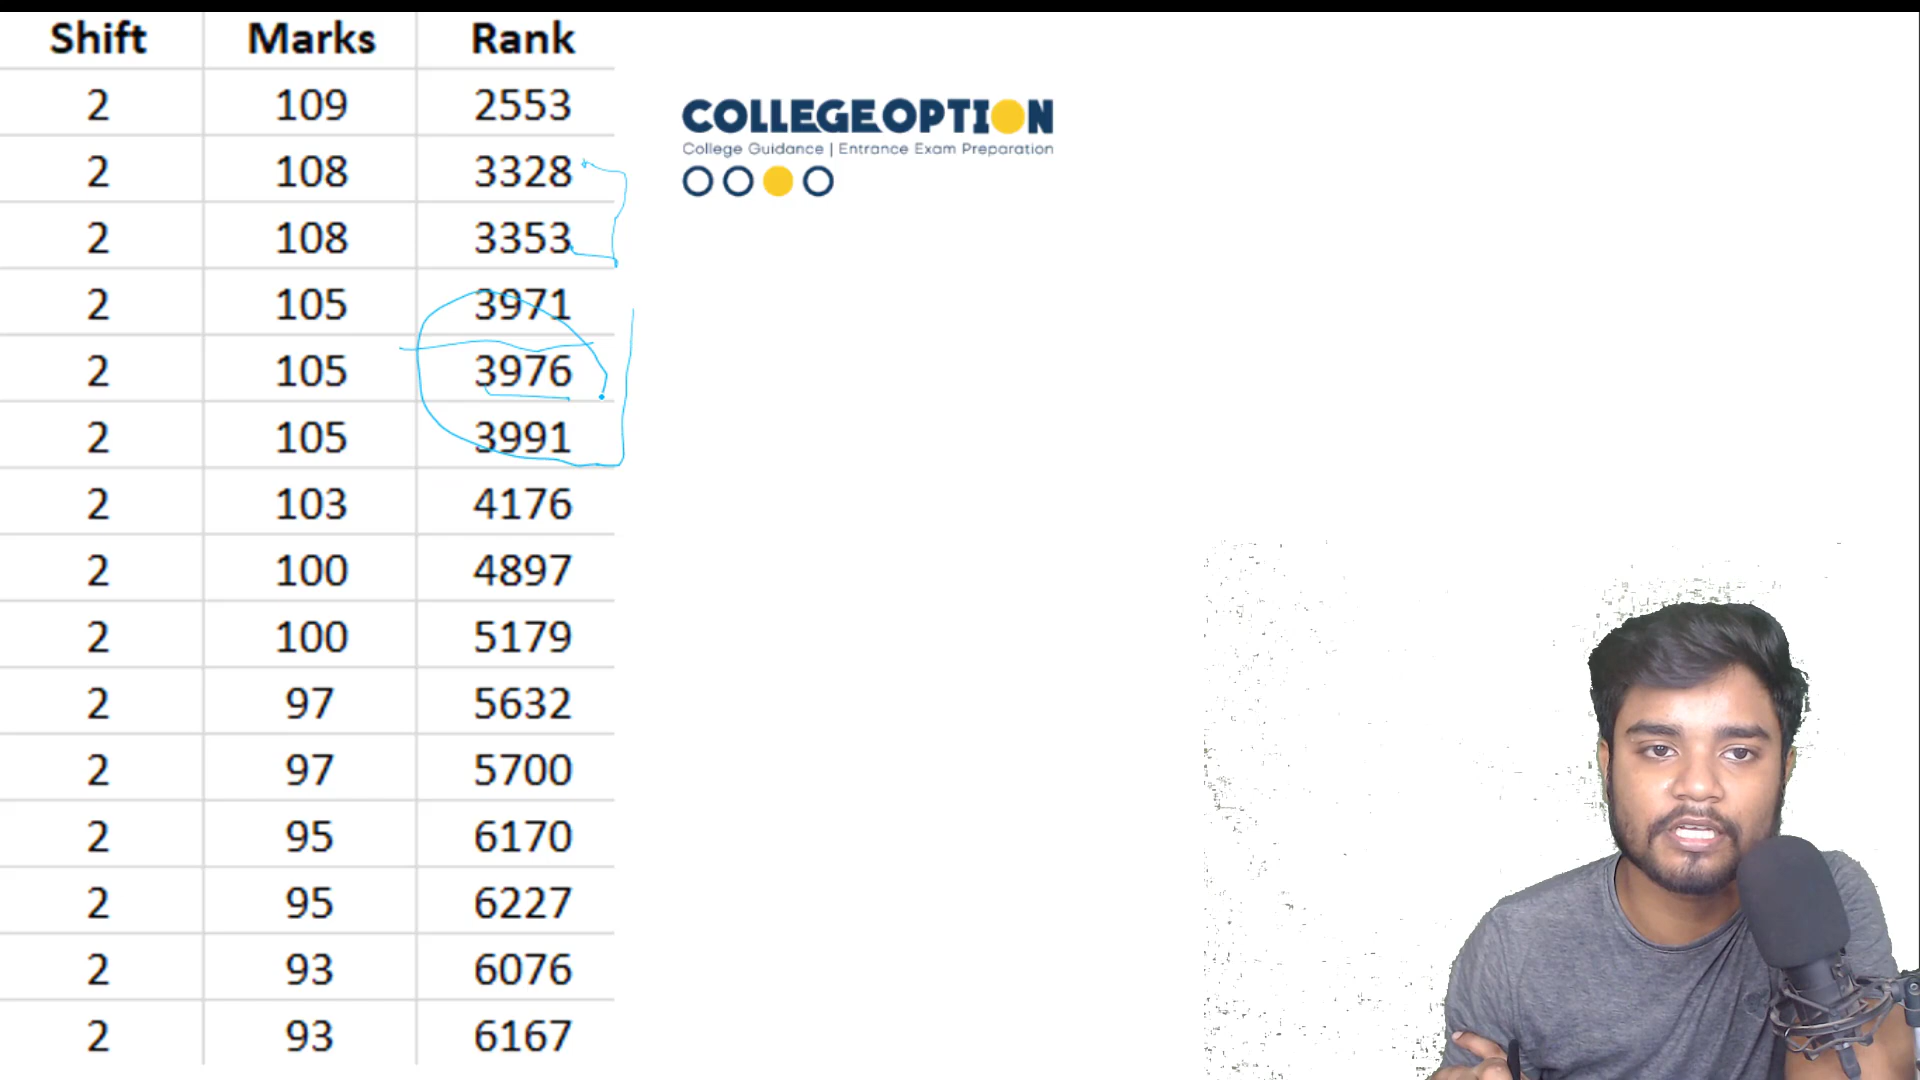 Shift Marks Rank
2 109 2553
2 108 3328
2 108 3353
2 105 3971
2 105 3976
2 105 3991
2 103 4176
2 100 4897
2 100 5179
2 97 5632
2 97 5700
2 95 6170
2 95 6227
2 93 6076
2 93 6167
COLLEGEOPTION
College Guidance | Entrance Exam Preparation